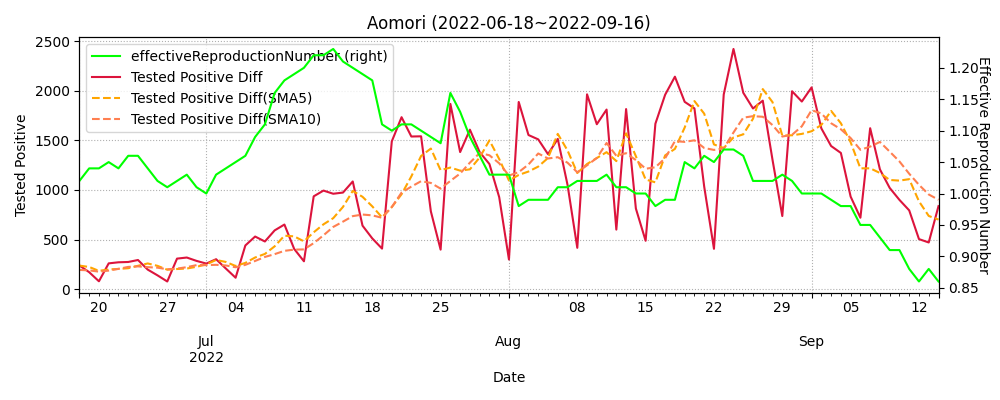 Aomori (2022-06-18~2022-09-16)
effectiveReproductionNumber (right)
Tested Positive Diff
Tested Positive Diff(SMA5)
Tested Positive Diff(SMA10)
2500
2000
1500
1000
500
0
Tested Positive
1.20
1.15
1.10
1.05
1.00
0.95
0.90
0.85
Effective Reproduction Number
20 27 04 11 18 25 08 15 22 29 05 12
Jul Aug Sep
2022
Date